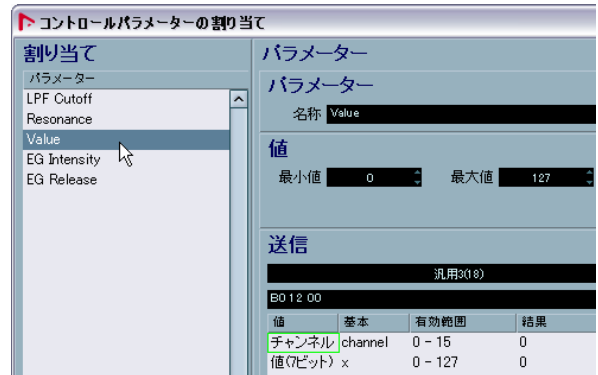 コントロールパラメーターの割り当て
割り当て
パラメーター
LPF Cutoff
Resonance
Value
EG Intensity
EG Release
パラメーター
パラメーター
名称 Value
値
最小値 0 最大値 127
送信
汎用3(18)
B0 12 00
値 基本 有効範囲 結果
チャンネル channel 0 - 15 0
値(7ビット) x 0 - 127 0